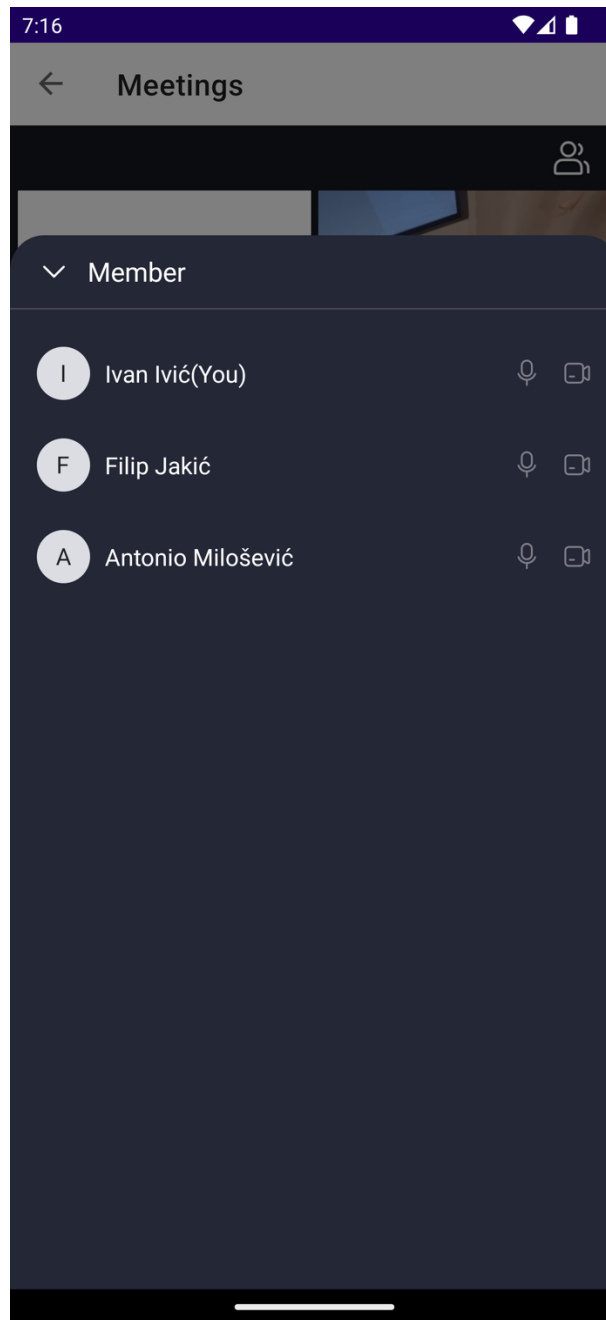 7:16
Meetings
Member
I Ivan Ivić(You)
F Filip Jakić
A Antonio Milošević